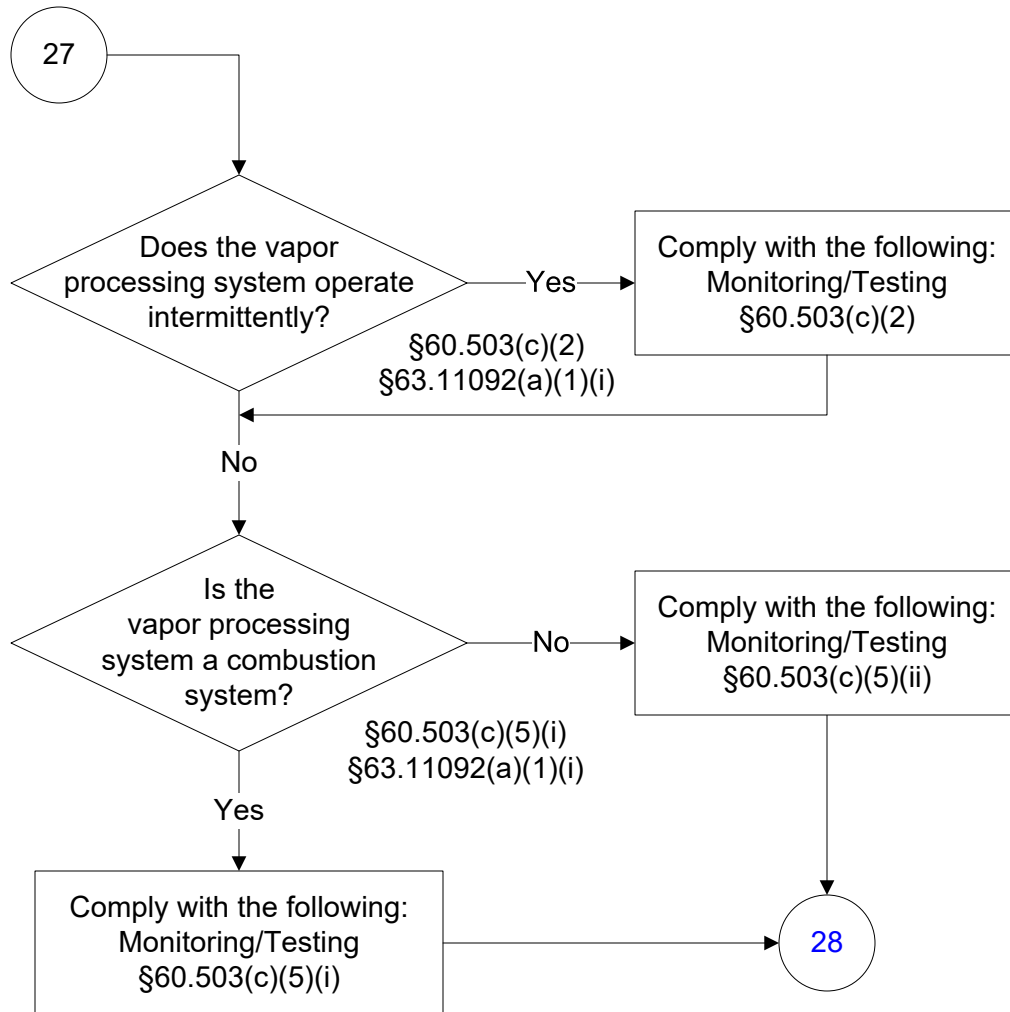 27
Does the vapor
processing system operate
intermittently?
Yes
Comply with the following:
Monitoring/Testing
§60.503(c)(2)
§60.503(c)(2)
§63.11092(a)(1)(i)
No
Is the
vapor processing
system a combustion
system?
No
Comply with the following:
Monitoring/Testing
§60.503(c)(5)(ii)
§60.503(c)(5)(i)
§63.11092(a)(1)(i)
Yes
Comply with the following:
Monitoring/Testing
§60.503(c)(5)(i)
28